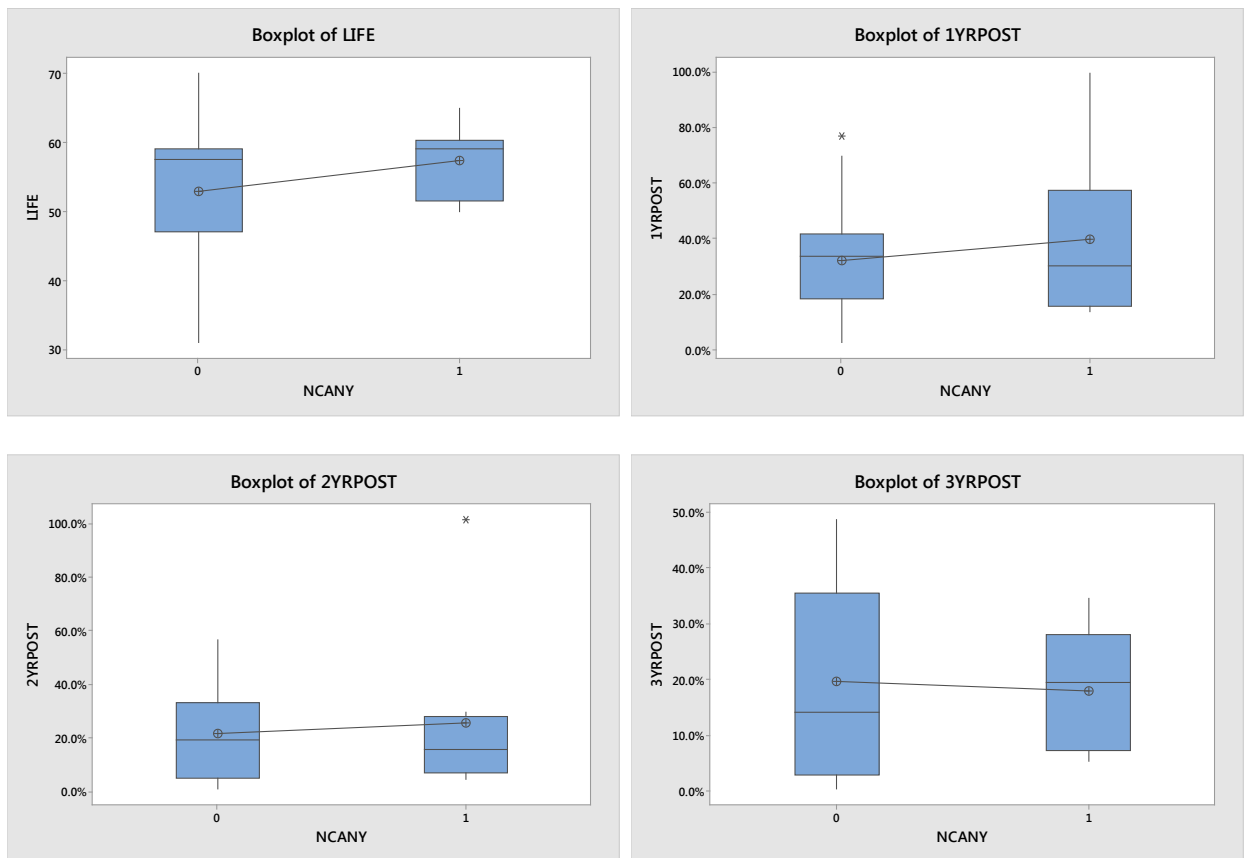 Boxplot of LIFE
70
60
50
40
30
LIFE
0
1
NCANY
Boxplot of 1YRPOST
100.0%
80.0%
60.0%
40.0%
20.0%
0.0%
1YRPOST
0
1
NCANY
Boxplot of 2YRPOST
100.0%
80.0%
60.0%
40.0%
20.0%
0.0%
2YRPOST
0
1
NCANY
Boxplot of 3YRPOST
50.0%
40.0%
30.0%
20.0%
10.0%
0.0%
3YRPOST
0
1
NCANY